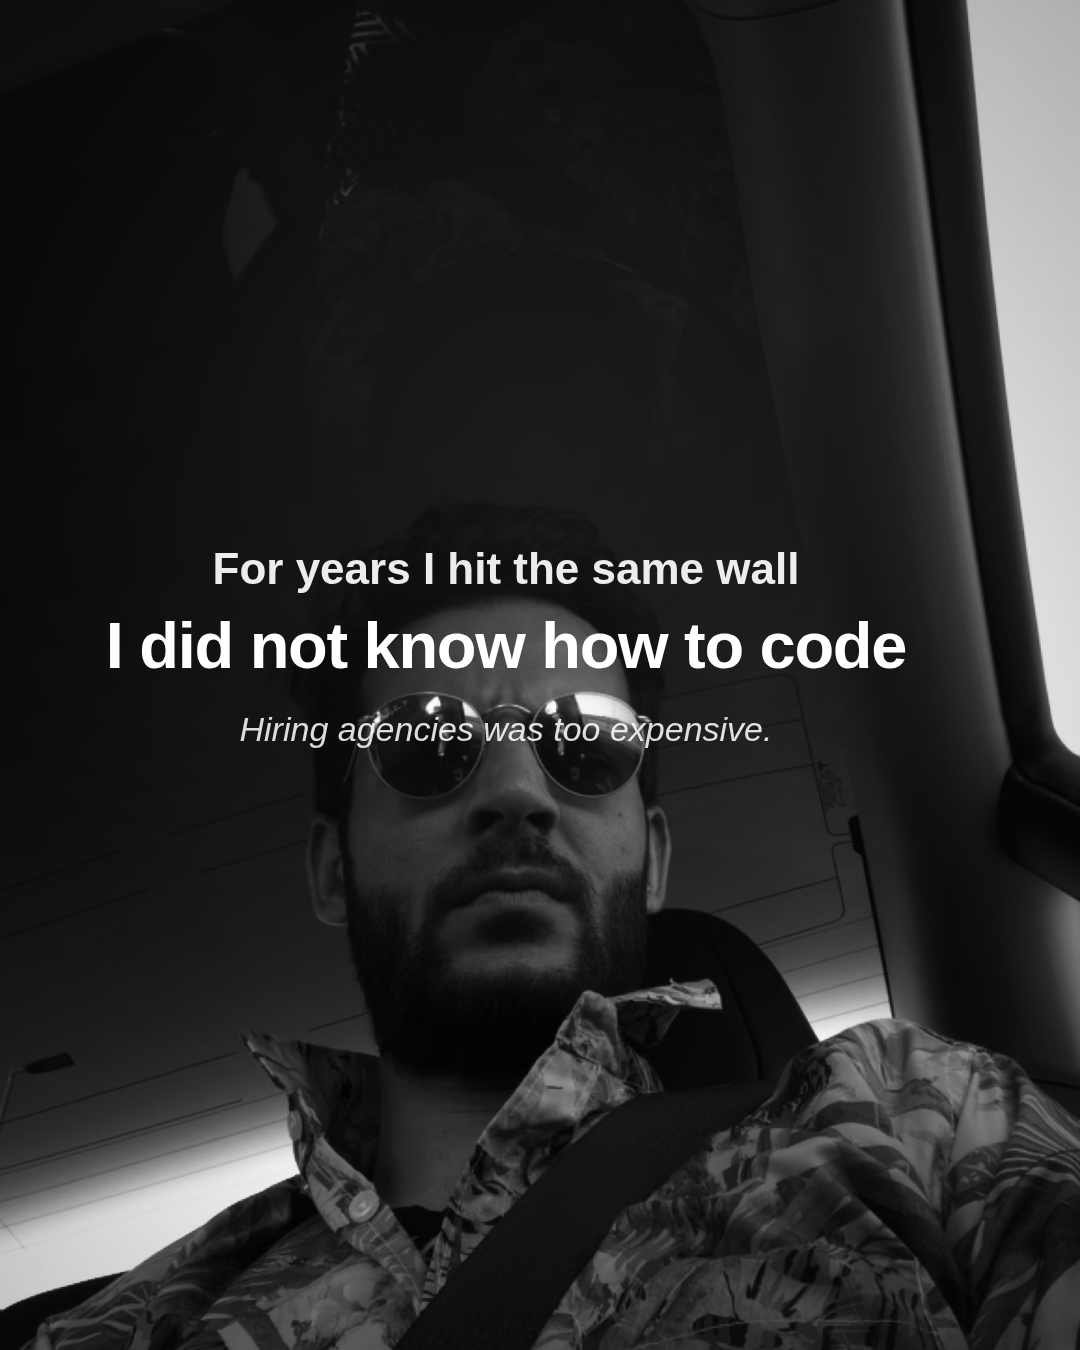 For years I hit the same wall
I did not know how to code
Hiring agencies was too expensive.